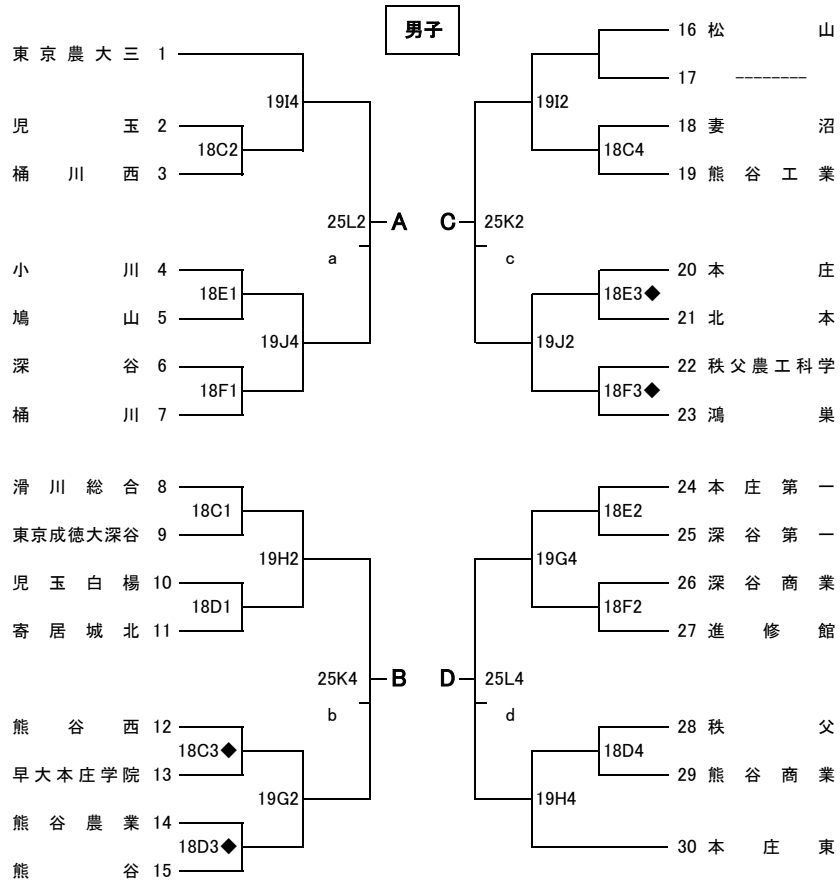 男子
東京農大三 1
19I4
児玉 2
18C2
桶川西 3
25L2 A
a
小川 4
18E1
鳩山 5
19J4
深谷 6
18F1
桶川 7
滑川総合 8
18C1
東京成徳大深谷 9
19H2
児玉白楊 10
18D1
寄居城北 11
25K4 B
b
熊谷西 12
18C3◆
早大本庄学院 13
19G2
熊谷農業 14
18D3◆
熊谷 15
16 松山
17 --------
19I2
18 妻沼
18C4
19 熊谷工業
C 25K2
c
20 本庄
18E3◆
21 北本
19J2
22 秩父農工科学
18F3◆
23 鴻巣
24 本庄第一
18E2
25 深谷第一
19G4
26 深谷商業
18F2
27 進修館
D 25L4
d
28 秩父
18D4
29 熊谷商業
19H4
30 本庄東